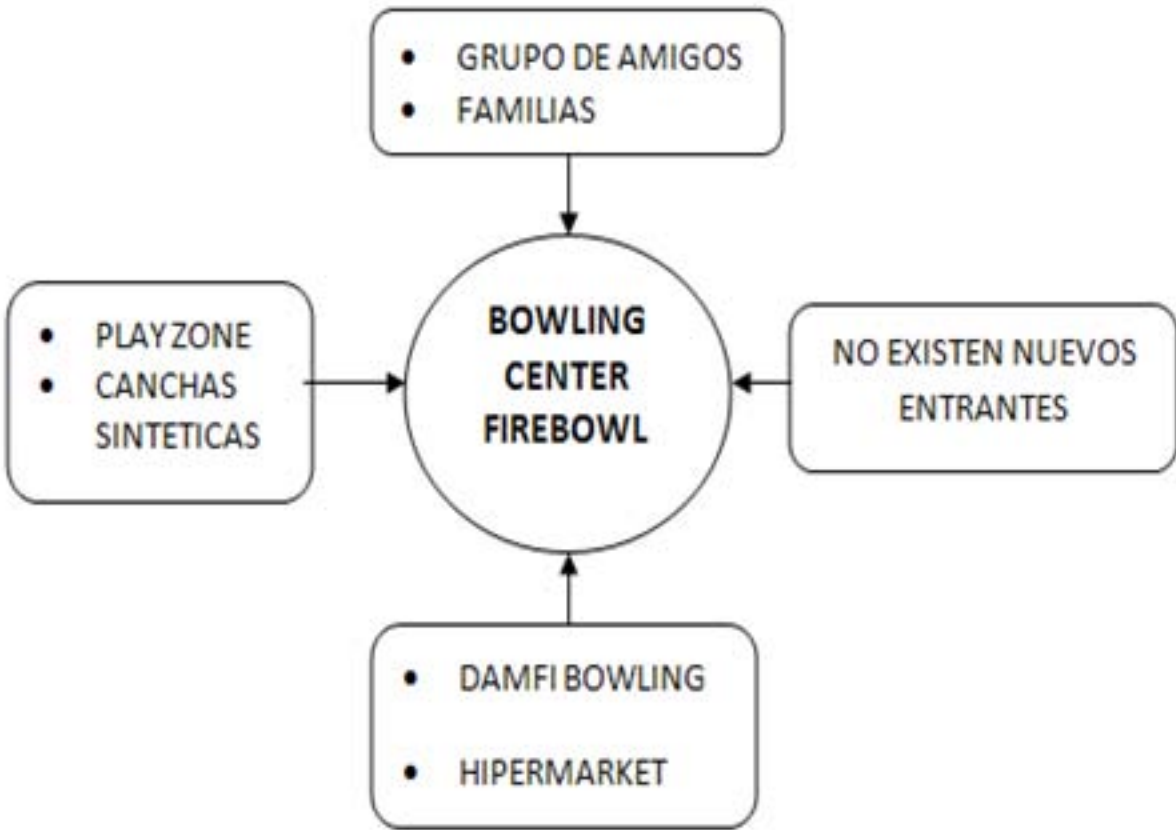 • GRUPO DE AMIGOS
• FAMILIAS
• PLAY ZONE
• CANCHAS
SINTETICAS
BOWLING
CENTER
FIREBOWL
NO EXISTEN NUEVOS
ENTRANTES
• DAMFI BOWLING
• HIPERMARKET